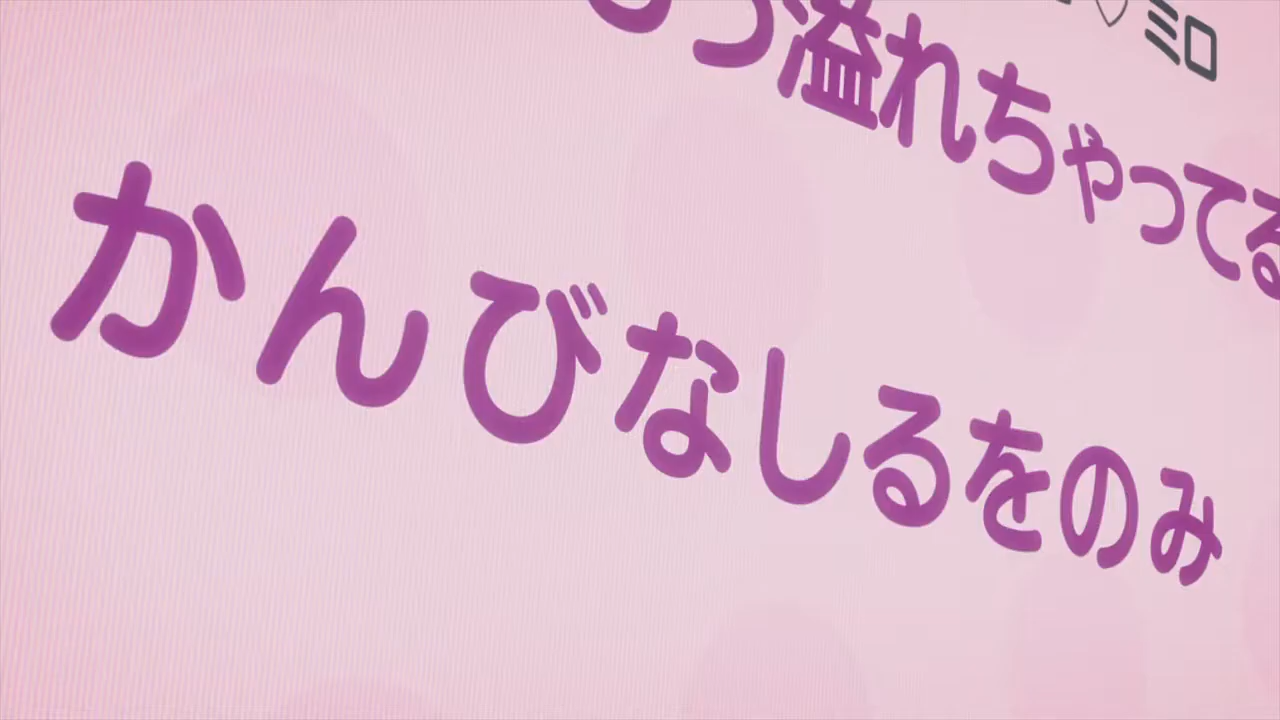 ♡ミロ
溢れちゃってる
かんびなしるをのみ